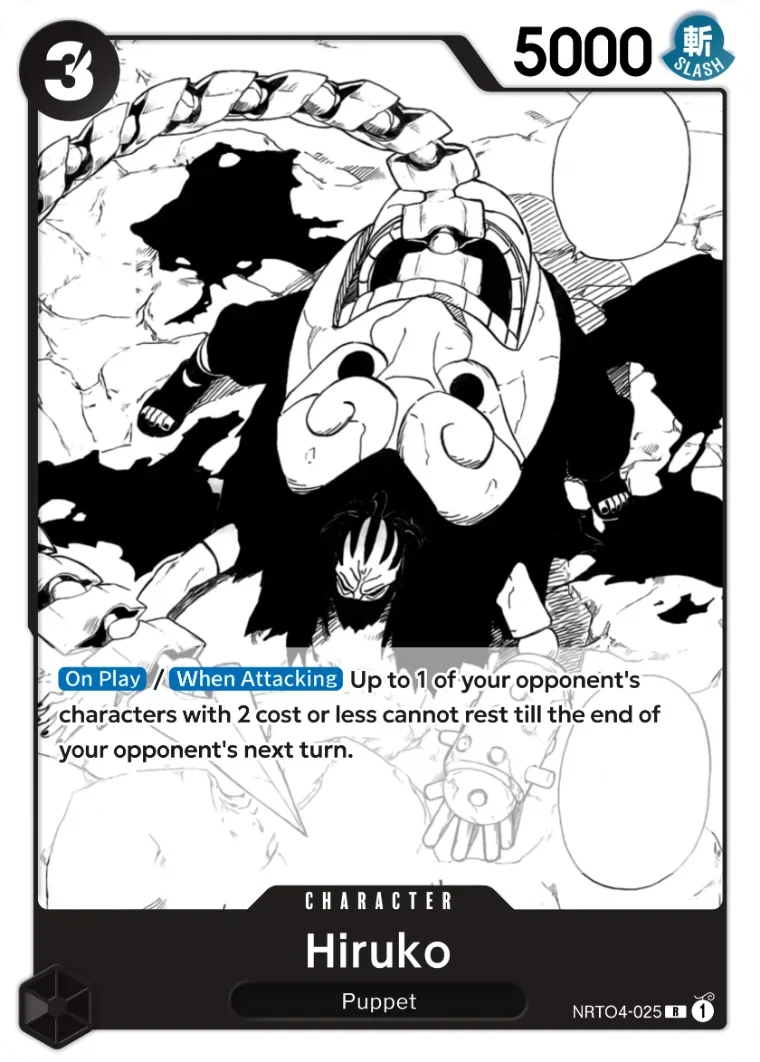 3
5000
斬
SLASH
On Play / When Attacking Up to 1 of your opponent's
characters with 2 cost or less cannot rest till the end of
your opponent's next turn.
CHARACTER
Hiruko
Puppet
NRTO4-025 R 1